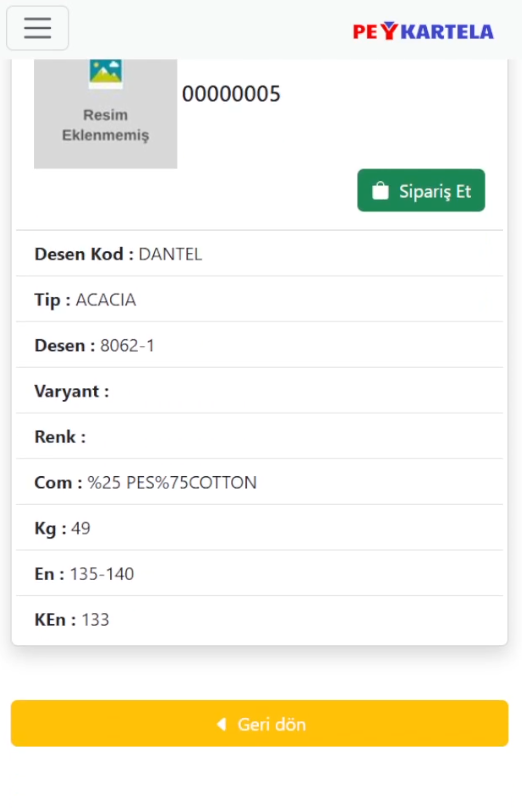 PEYKARTELA
Resim
Eklenmemiş
00000005
Sipariş Et
Desen Kod : DANTEL
Tip : ACACIA
Desen : 8062-1
Varyant :
Renk :
Com : %25 PES%75COTTON
Kg : 49
En : 135-140
KEn : 133
Geri dön